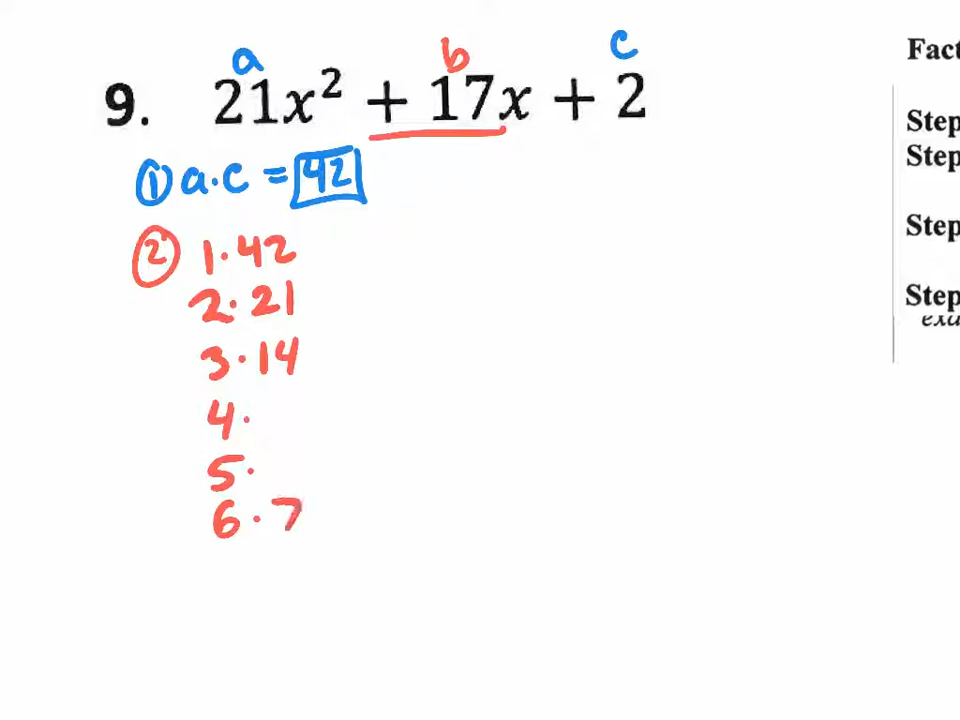 a b c
9. 21x² + 17x + 2
① a·c = 42
② 1·42
2·21
3·14
4·
5·
6·7
Fact
Step
Step
Step
Step